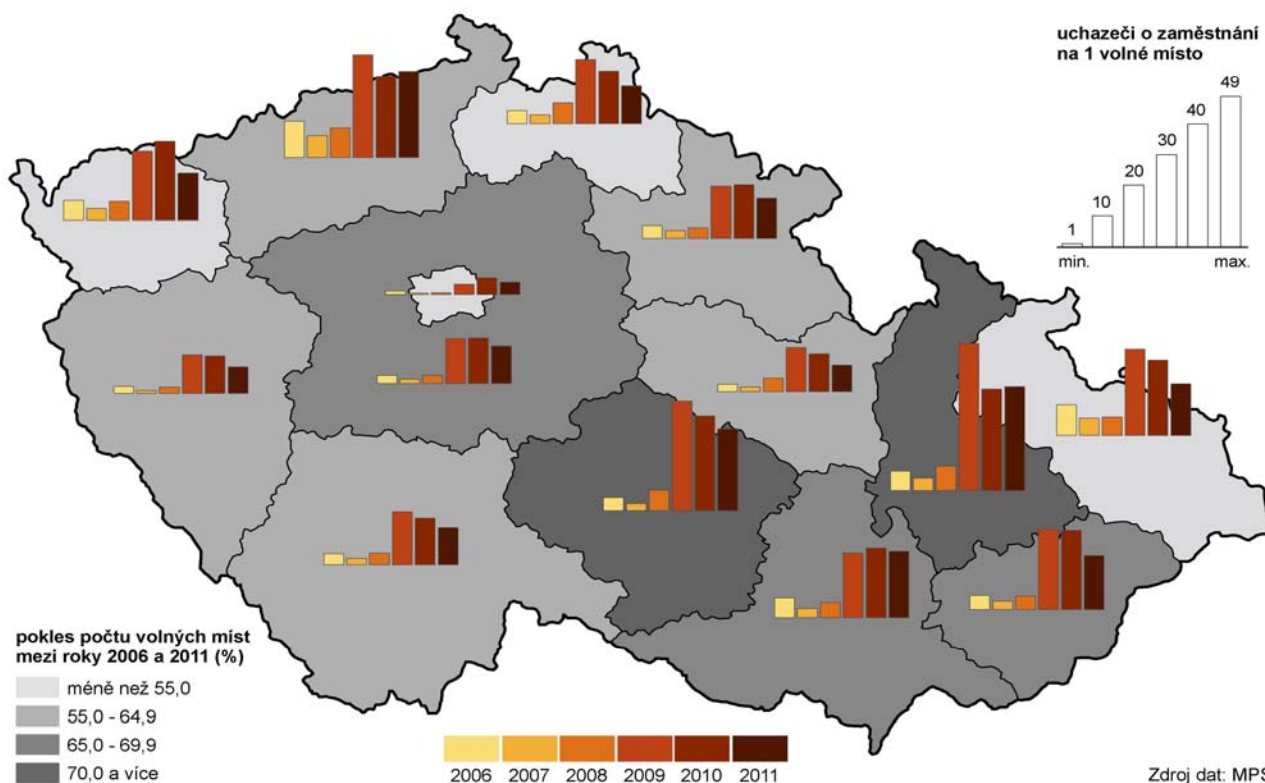 uchazeči o zaměstnání
na 1 volné místo
49
40
30
20
10
1
min.
max.
pokles počtu volných míst
mezi roky 2006 a 2011 (%)
méně než 55,0
55,0 - 64,9
65,0 - 69,9
70,0 a více
2006 2007 2008 2009 2010 2011
Zdroj dat: MPS